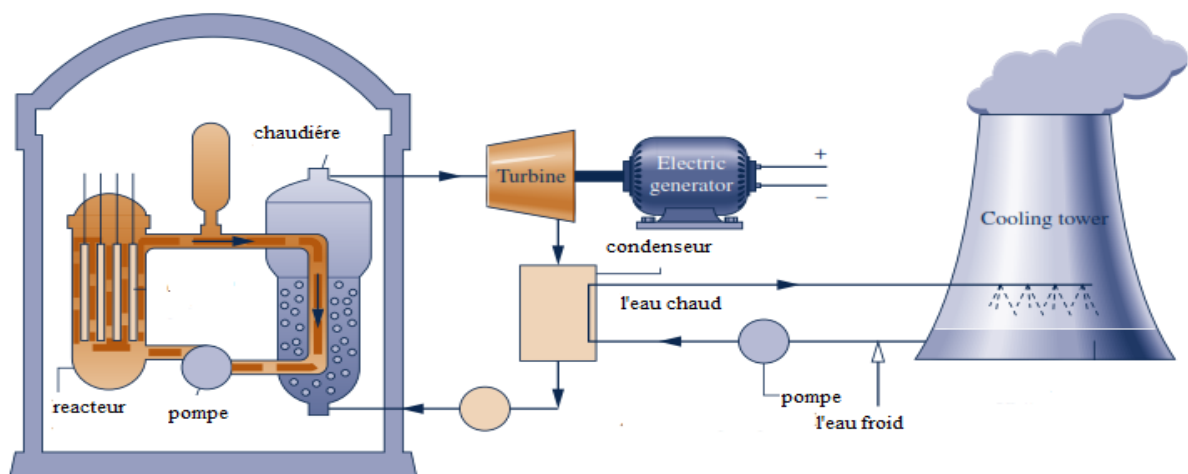 chaudiére
Turbine
Electric
generator
+
−
Cooling tower
condenseur
l'eau chaud
reacteur
pompe
pompe
l'eau froid